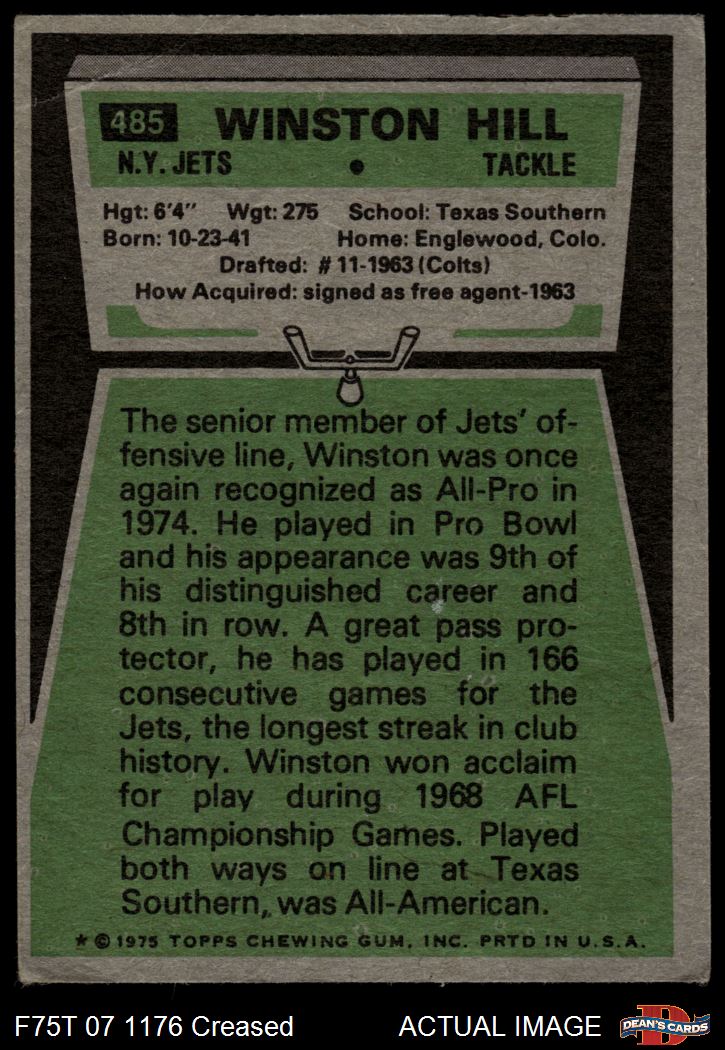 485 WINSTON HILL
N.Y. JETS • TACKLE
Hgt: 6'4" Wgt: 275 School: Texas Southern
Born: 10-23-41 Home: Englewood, Colo.
Drafted: #11-1963 (Colts)
How Acquired: signed as free agent-1963
The senior member of Jets' of-
fensive line, Winston was once
again recognized as All-Pro in
1974. He played in Pro Bowl
and his appearance was 9th of
his distinguished career and
8th in row. A great pass pro-
tector, he has played in 166
consecutive games for the
Jets, the longest streak in club
history. Winston won acclaim
for play during 1968 AFL
Championship Games. Played
both ways on line at Texas
Southern, was All-American.
★ © 1975 TOPPS CHEWING GUM, INC. PRTD IN U.S.A.
F75T 07 1176 Creased ACTUAL IMAGE
D
DEAN'S CARDS